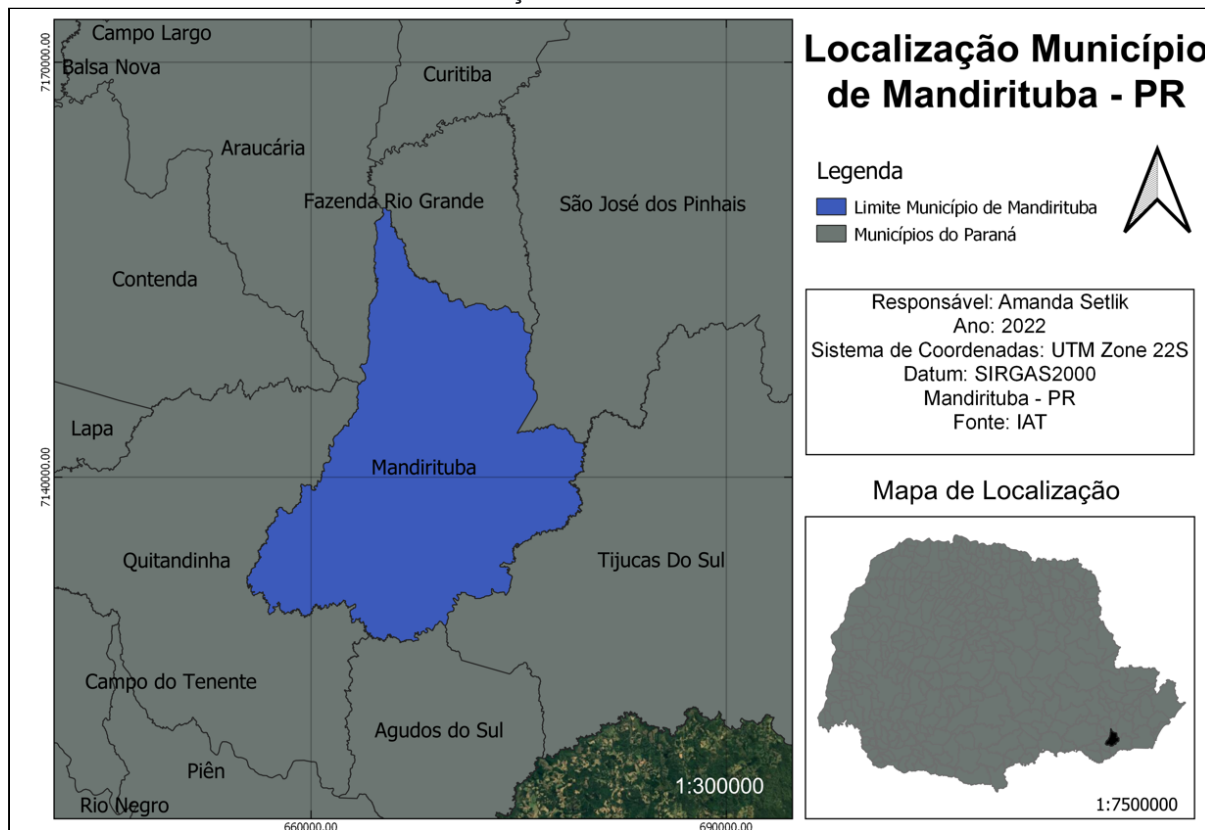 Localização Município
de Mandirituba - PR
Legenda
Limite Município de Mandirituba
Municípios do Paraná
Responsável: Amanda Setlik
Ano: 2022
Sistema de Coordenadas: UTM Zone 22S
Datum: SIRGAS2000
Mandirituba - PR
Fonte: IAT
Mapa de Localização
1:7500000
7170000.00
7140000.00
660000.00
690000.00
Campo Largo
Balsa Nova
Curitiba
Araucária
Fazenda Rio Grande
São José dos Pinhais
Contenda
Lapa
Mandirituba
Quitandinha
Tijucas Do Sul
Campo do Tenente
Agudos do Sul
Piên
Rio Negro
1:300000